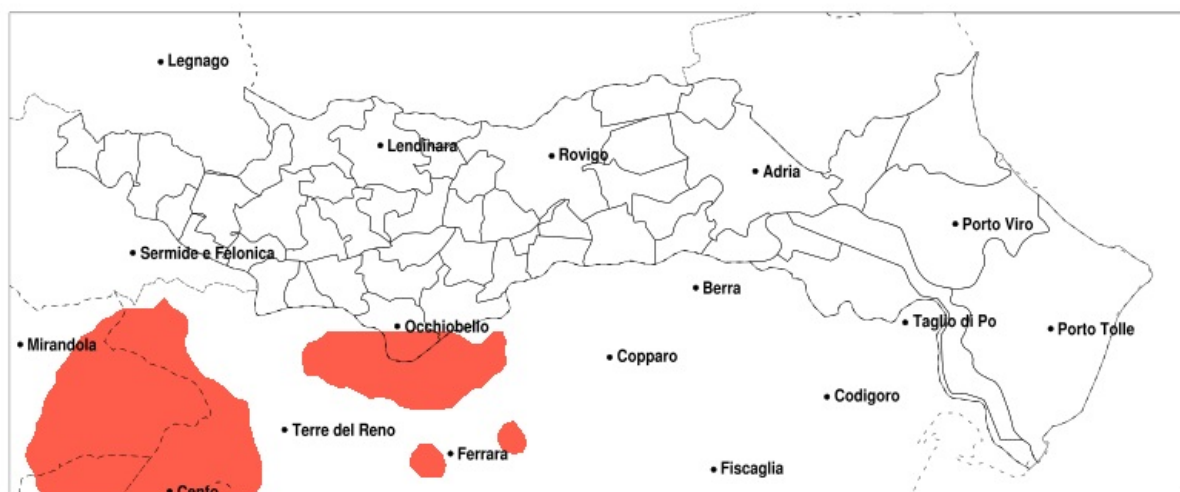 Legnago
Lendinara
Rovigo
Adria
Porto Viro
Sermide e Felonica
Berra
Taglio di Po
Porto Tolle
Occhiobello
Mirandola
Copparo
Codigoro
Terre del Reno
Ferrara
Fiscaglia
Cento